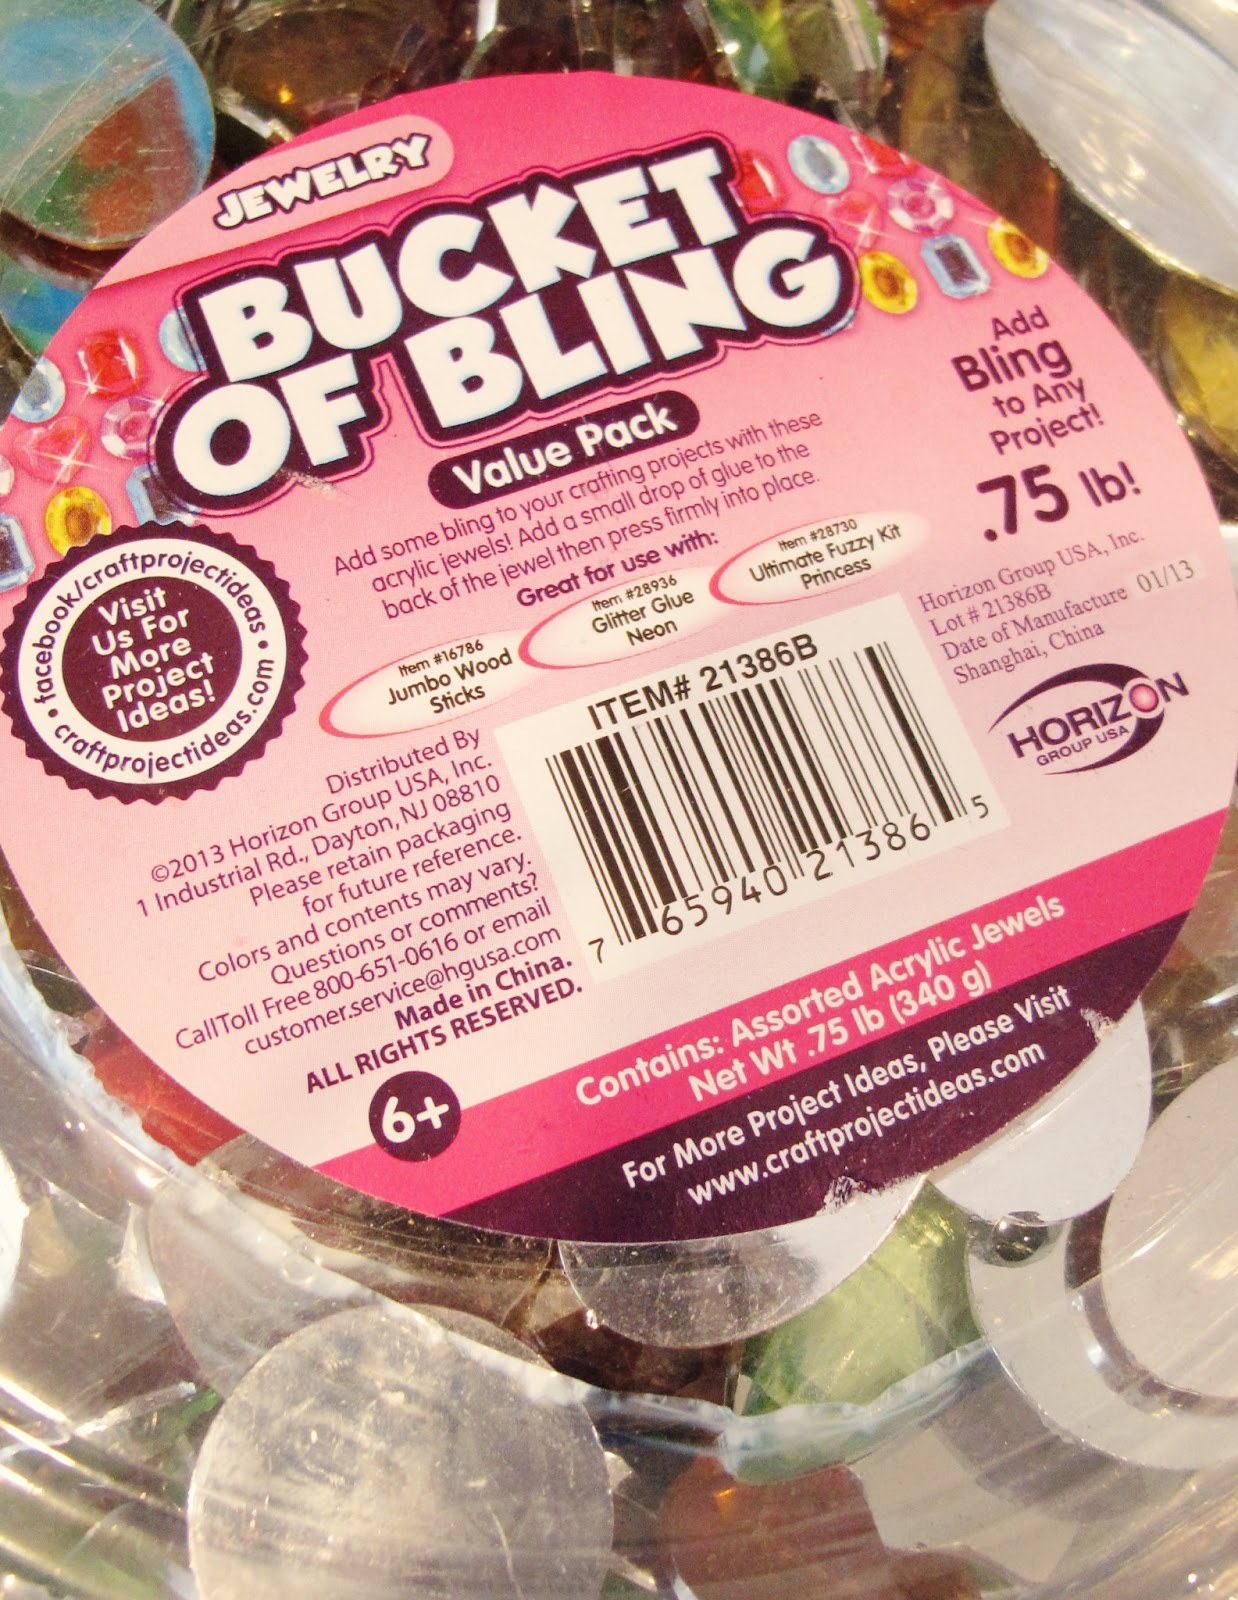 JEWELRY
BUCKET
OF BLING
Value Pack
Add some bling to your crafting projects with these
acrylic jewels! Add a small drop of glue to the
back of the jewel then press firmly into place.
Great for use with:
Item #16786
Jumbo Wood
Sticks
Item #28936
Glitter Glue
Neon
Item #28730
Ultimate Fuzzy Kit
Princess
Add
Bling
to Any
Project!
.75 lb!
Horizon Group USA, Inc.
Lot # 21386B
Date of Manufacture 01/13
Shanghai, China
HORIZON
GROUP USA
facebook/craftprojectideas •
craftprojectideas.com •
Visit
Us For
More
Project
Ideas!
Distributed By
©2013 Horizon Group USA, Inc.
1 Industrial Rd., Dayton, NJ 08810
Please retain packaging
for future reference.
Colors and contents may vary.
Questions or comments?
Call Toll Free 800-651-0616 or email
customer.service@hgusa.com
Made in China.
ALL RIGHTS RESERVED.
ITEM# 21386B
7 65940 21386 5
6+
Contains: Assorted Acrylic Jewels
Net Wt .75 lb (340 g)
For More Project Ideas, Please Visit
www.craftprojectideas.com